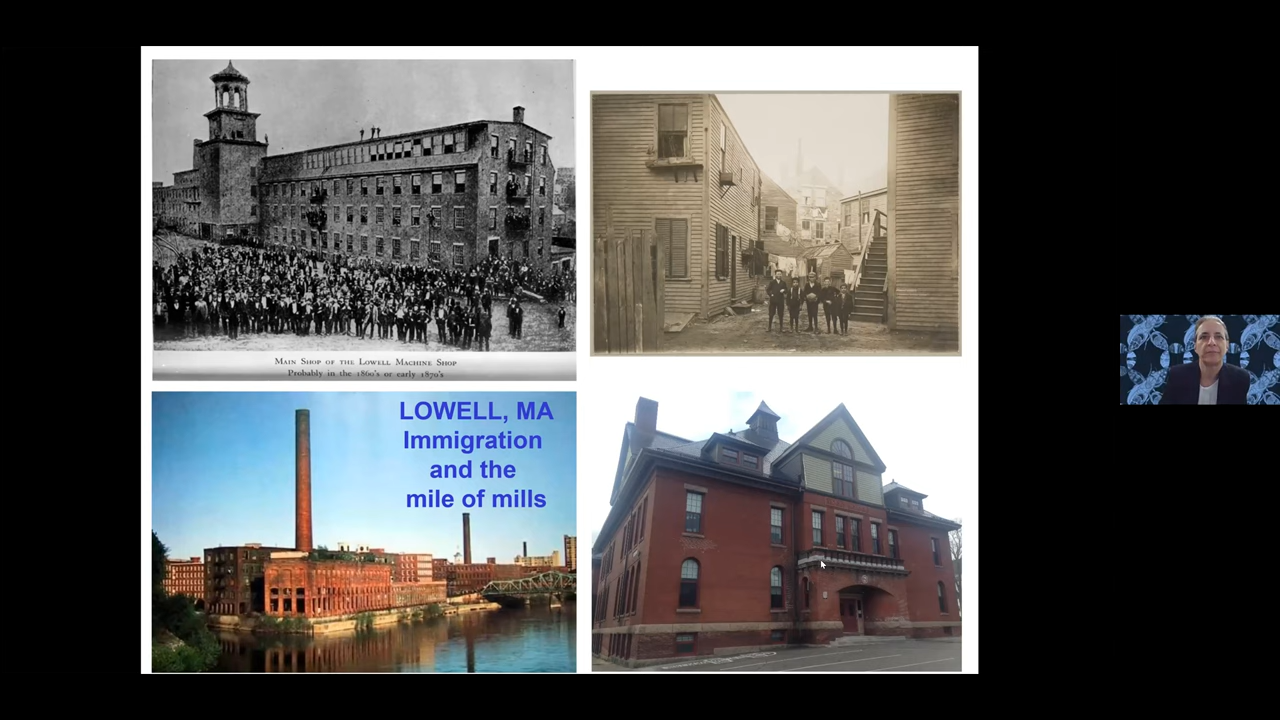 MAIN SHOP OF THE LOWELL MACHINE SHOP
Probably in the 1860's or early 1870's
LOWELL, MA
Immigration
and the
mile of mills